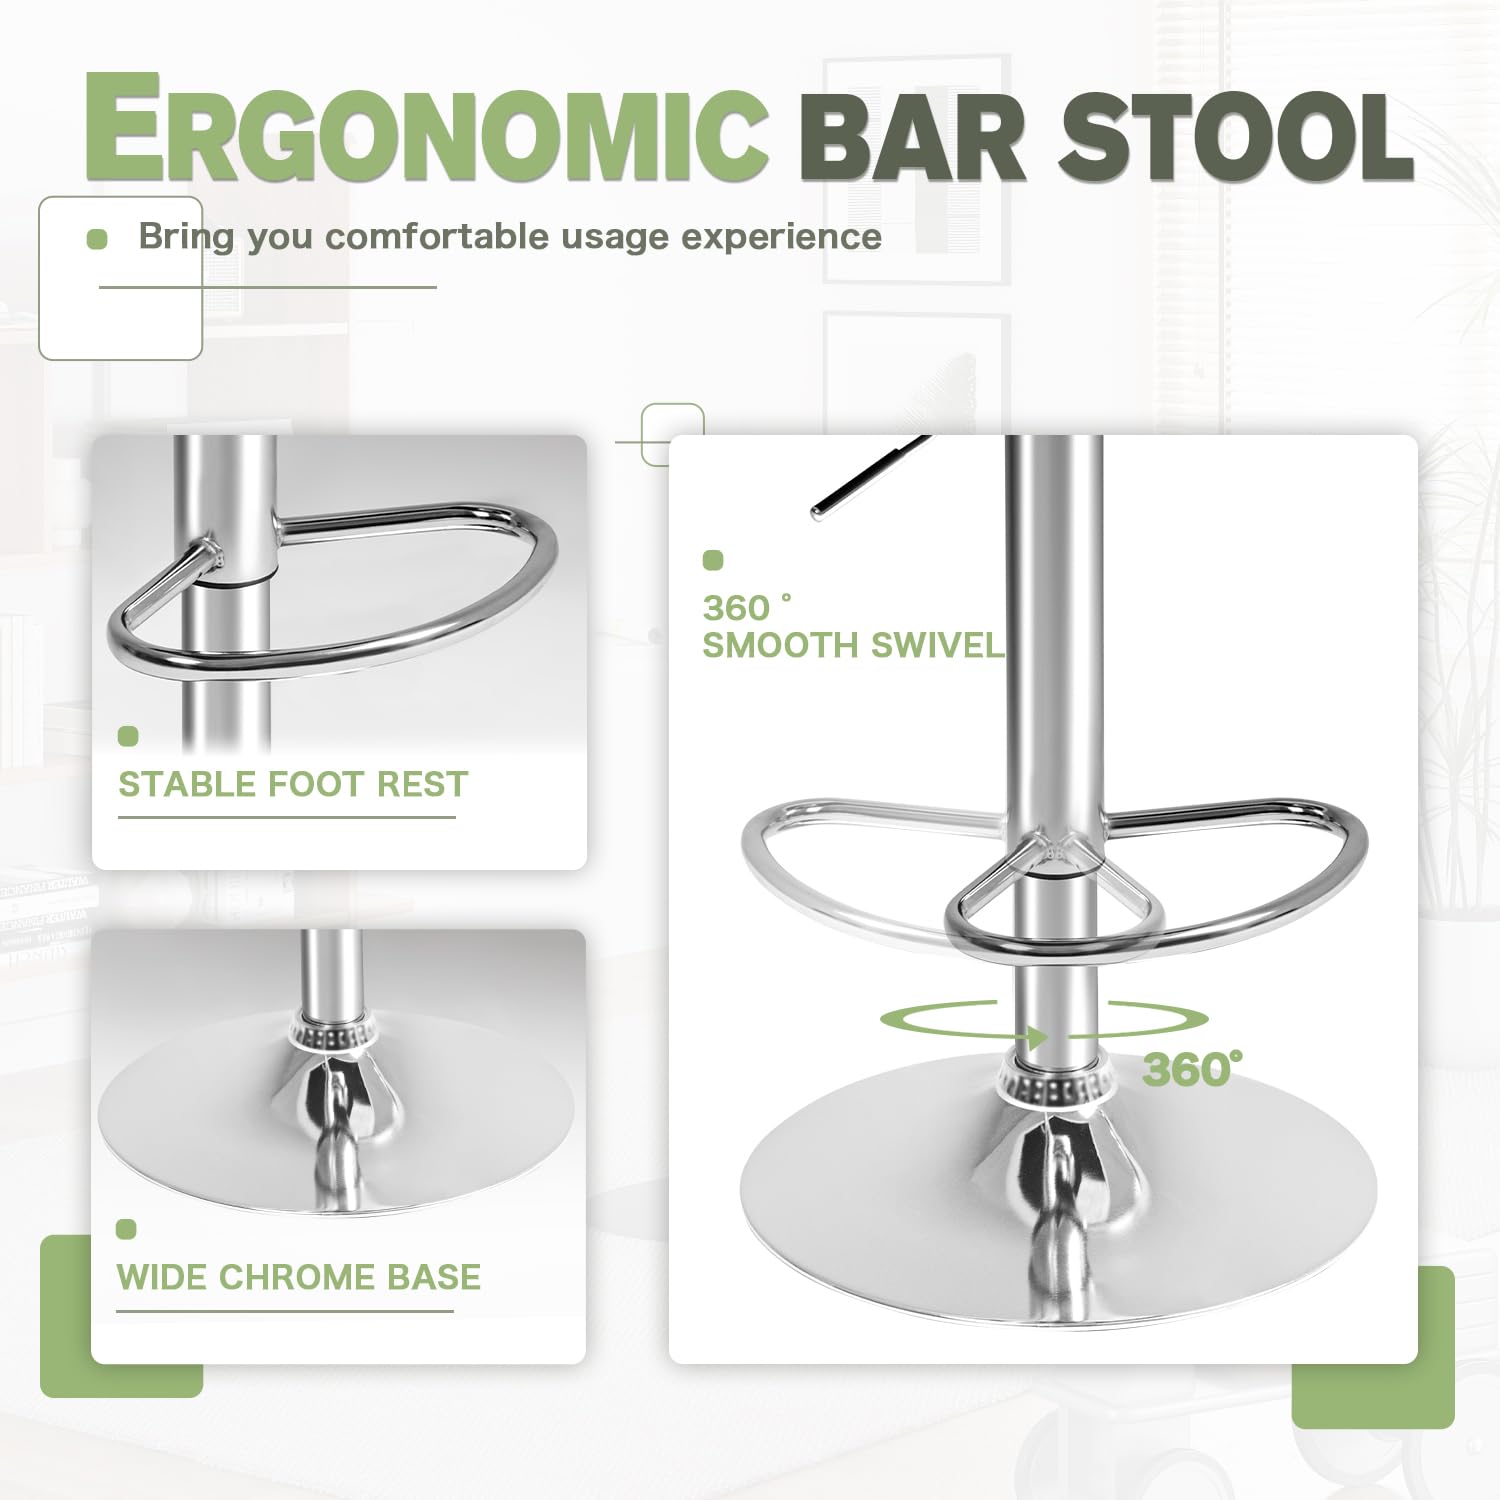 ERGONOMIC BAR STOOL
Bring you comfortable usage experience
STABLE FOOT REST
360°
SMOOTH SWIVEL
360°
WIDE CHROME BASE